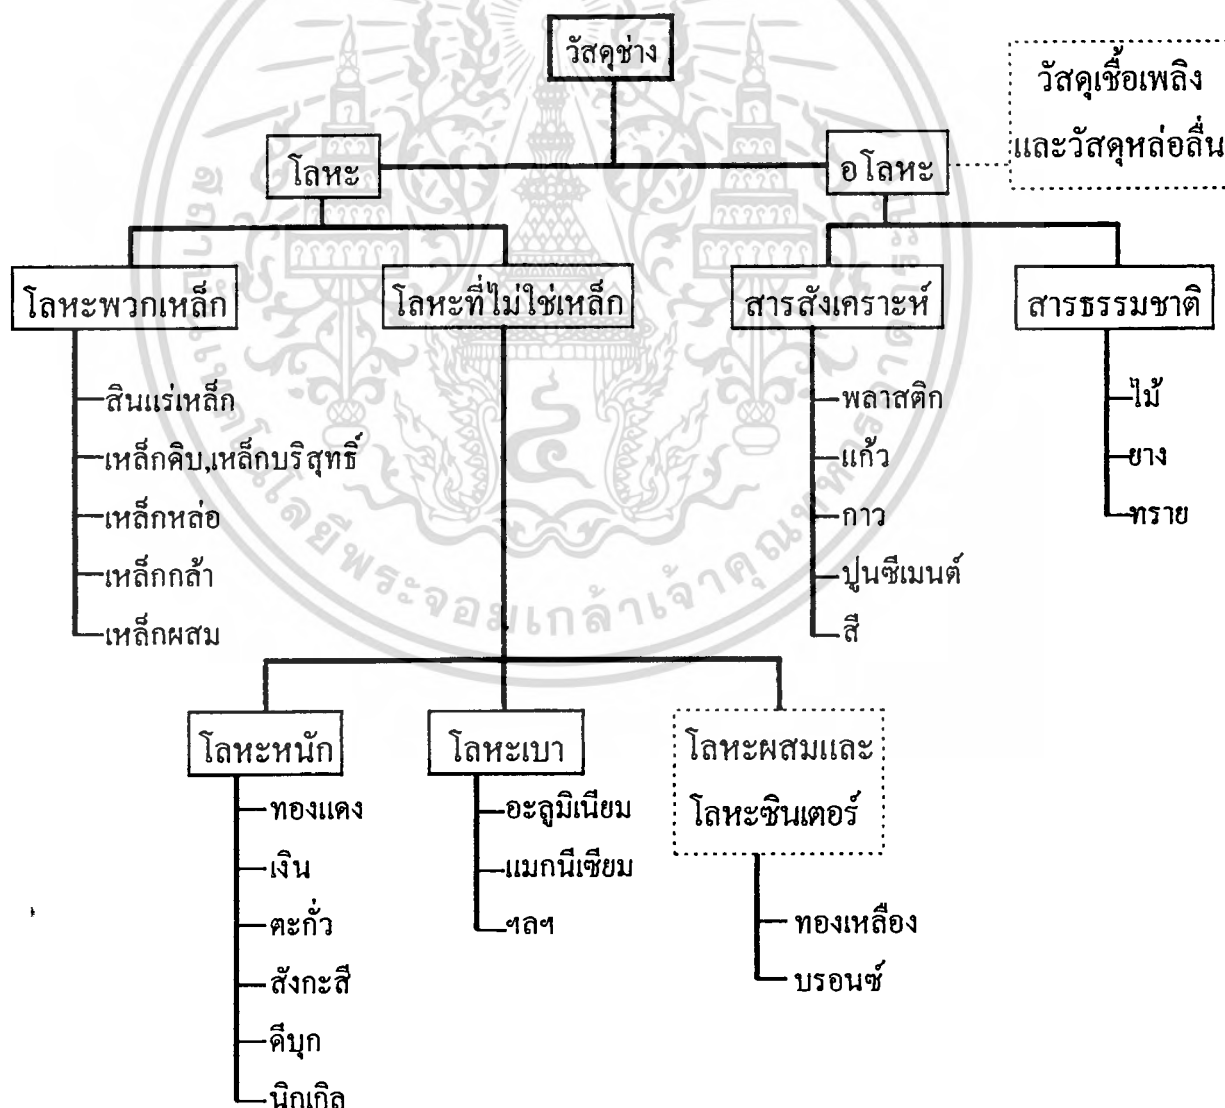 วัสดุช่าง
วัสดุเชื้อเพลิง
และวัสดุหล่อลื่น
โลหะ
อโลหะ
โลหะพวกเหล็ก
โลหะที่ไม่ใช่เหล็ก
สารสังเคราะห์
สารธรรมชาติ
สินแร่เหล็ก
เหล็กดิบ,เหล็กบริสุทธิ์
เหล็กหล่อ
เหล็กกล้า
เหล็กผสม
พลาสติก
แก้ว
กาว
ปูนซีเมนต์
สี
ไม้
ยาง
ทราย
โลหะหนัก
โลหะเบา
โลหะผสมและ
โลหะซินเตอร์
ทองแดง
เงิน
ตะกั่ว
สังกะสี
ดีบุก
นิกเกิล
อะลูมิเนียม
แมกนีเซียม
ฯลฯ
ทองเหลือง
บรอนซ์